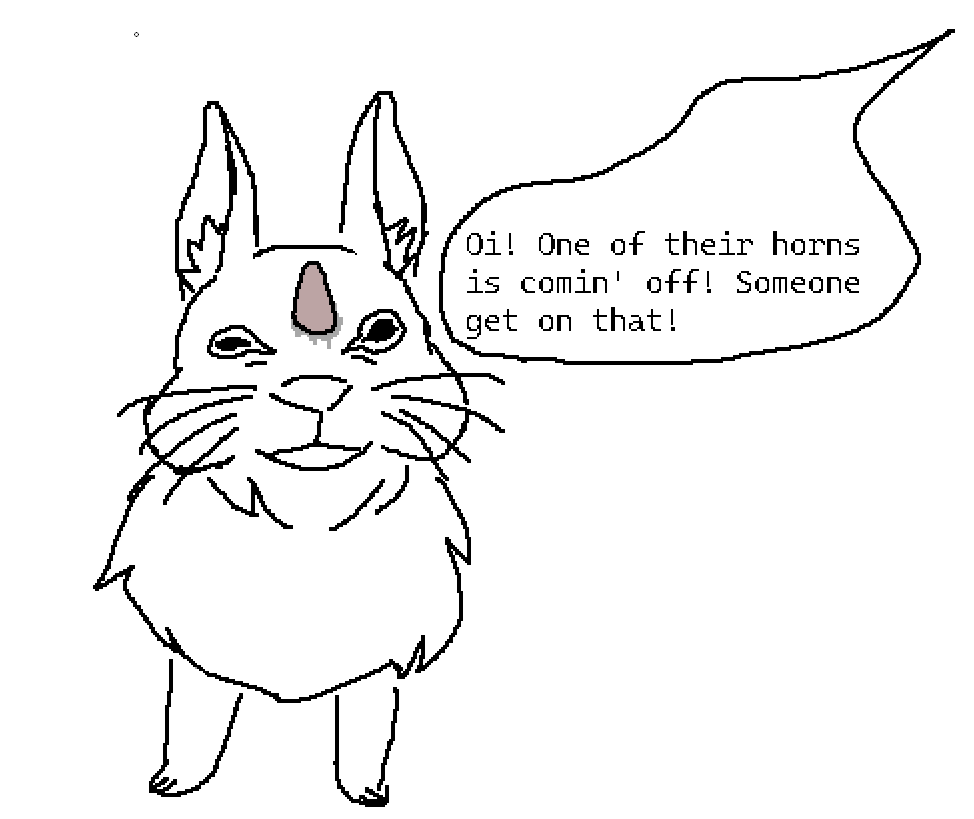 Oi! One of their horns
is comin' off! Someone
get on that!